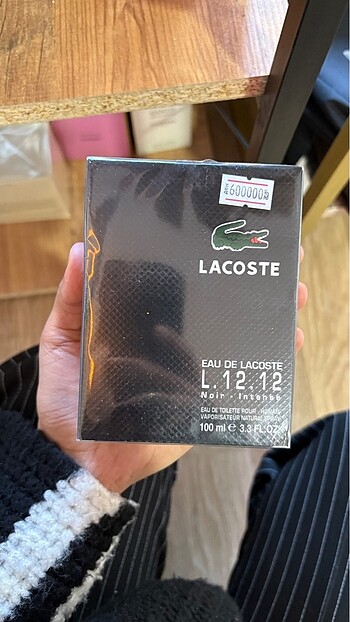 6000005
LACOSTE
EAU DE LACOSTE
L.12.12
Noir - Intense
EAU DE TOILETTE POUR HOMME
VAPORISATEUR NATURAL SPRAY
100 ml e 3.3 FL.OZ